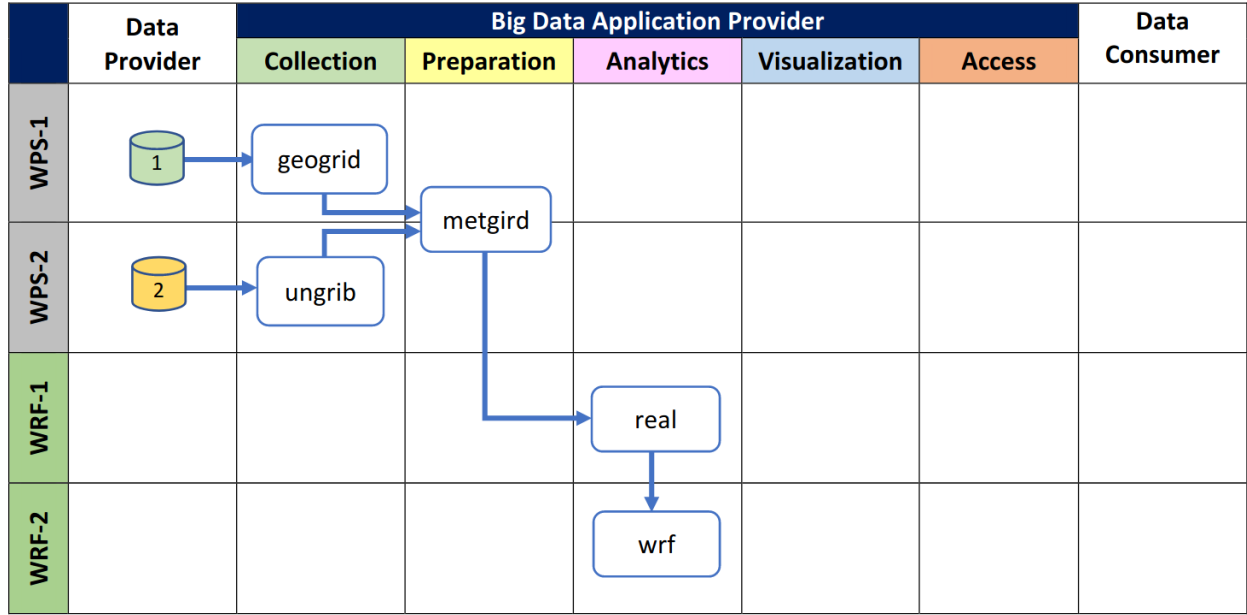 Data Provider
Big Data Application Provider
Data Consumer
Collection
Preparation
Analytics
Visualization
Access
WPS-1
1
geogrid
metgird
WPS-2
2
ungrib
WRF-1
real
WRF-2
wrf